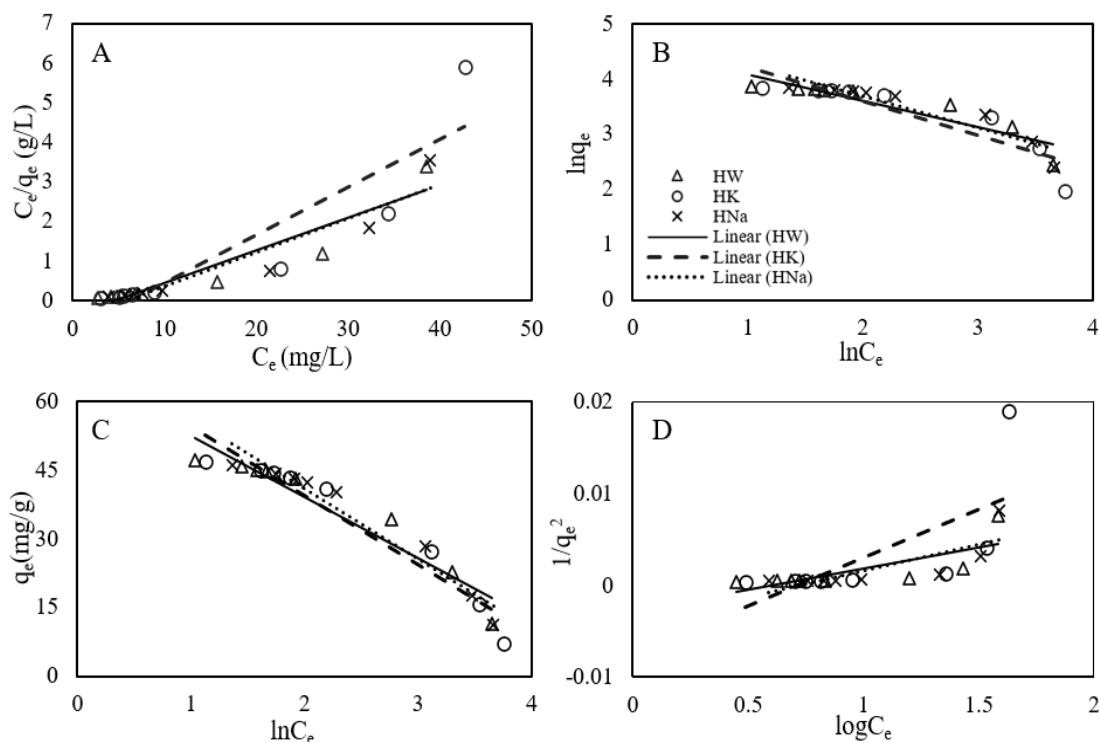 A
C_e/q_e (g/L)
7
6
5
4
3
2
1
0
0 10 20 30 40 50
C_e (mg/L)
B
lnq_e
5
4
3
2
1
0
HW
HK
HNa
Linear (HW)
Linear (HK)
Linear (HNa)
0 1 2 3 4
lnC_e
C
q_e(mg/g)
60
45
30
15
0
0 1 2 3 4
lnC_e
D
1/q_e^2
0.02
0.01
0
-0.01
0 0.5 1 1.5 2
logC_e